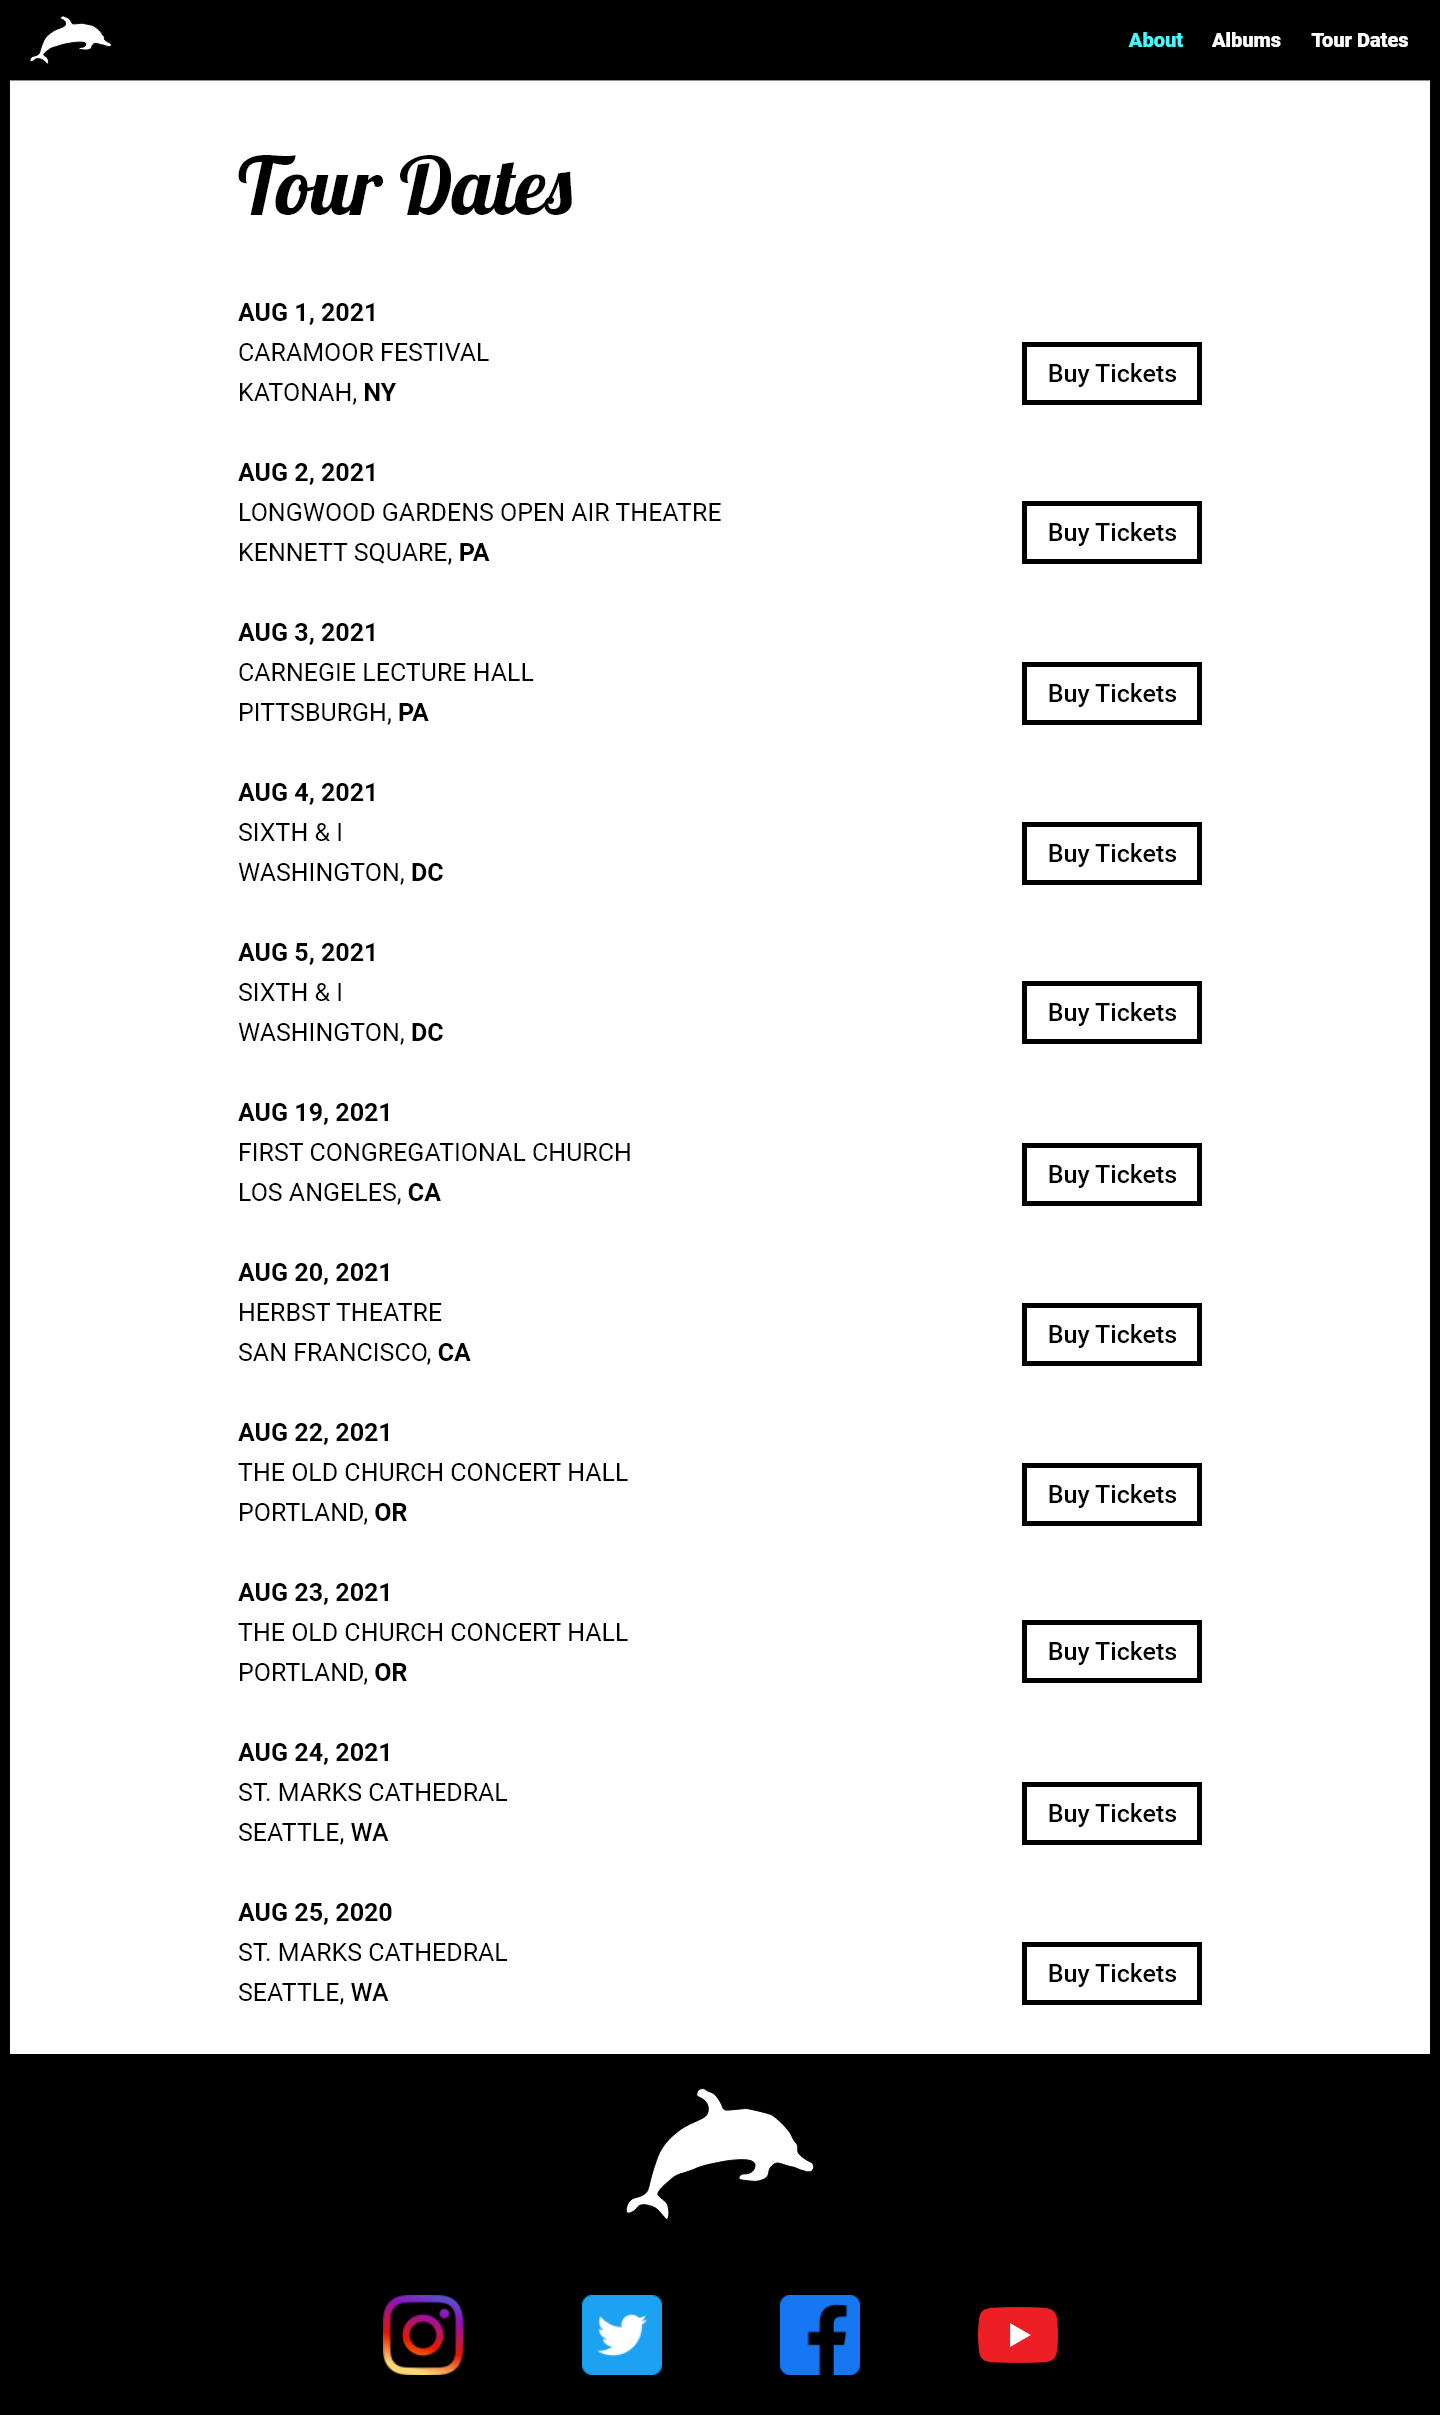 About Albums Tour Dates
Tour Dates
AUG 1, 2021
CARAMOOR FESTIVAL
KATONAH, NY
Buy Tickets
AUG 2, 2021
LONGWOOD GARDENS OPEN AIR THEATRE
KENNETT SQUARE, PA
Buy Tickets
AUG 3, 2021
CARNEGIE LECTURE HALL
PITTSBURGH, PA
Buy Tickets
AUG 4, 2021
SIXTH & I
WASHINGTON, DC
Buy Tickets
AUG 5, 2021
SIXTH & I
WASHINGTON, DC
Buy Tickets
AUG 19, 2021
FIRST CONGREGATIONAL CHURCH
LOS ANGELES, CA
Buy Tickets
AUG 20, 2021
HERBST THEATRE
SAN FRANCISCO, CA
Buy Tickets
AUG 22, 2021
THE OLD CHURCH CONCERT HALL
PORTLAND, OR
Buy Tickets
AUG 23, 2021
THE OLD CHURCH CONCERT HALL
PORTLAND, OR
Buy Tickets
AUG 24, 2021
ST. MARKS CATHEDRAL
SEATTLE, WA
Buy Tickets
AUG 25, 2020
ST. MARKS CATHEDRAL
SEATTLE, WA
Buy Tickets